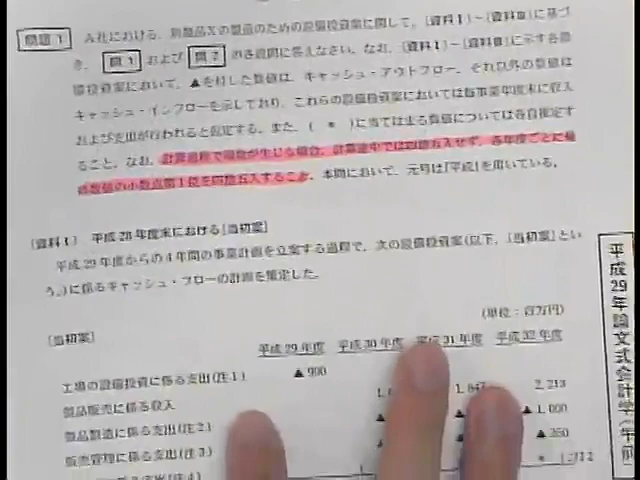 問題1 A社における、新製品Xの製造のための設備投資案に関して、[資料Ⅰ]~[資料Ⅲ]に基づ
き、 問1 および 問2 の各設問に答えなさい。なお、[資料Ⅰ]~[資料Ⅲ]に示す各設
備投資案において、▲を付した数値は、キャッシュ・アウトフロー、それ以外の数値は
キャッシュ・インフローを示しており、これらの設備投資案においては毎事業年度末に収入
および支出が行われると仮定する。また、( * )に当てはまる数値については各自推定す
ること。なお、計算過程で端数が生じる場合、計算途中では四捨五入せず、各年度ごとに最
終数値の小数点第1位を四捨五入すること。本問において、元号は「平成」を用いている。
[資料Ⅰ] 平成28年度末における[当初案]
平成29年度からの4年間の事業計画を立案する過程で、次の設備投資案(以下、[当初案]とい
う。)に係るキャッシュ・フローの計画を策定した。
[当初案]
(単位:百万円)
平成29年度 平成30年度 平成31年度 平成32年度
工場の設備投資に係る支出(注1) ▲900
製品販売に係る収入 2,213
製品製造に係る支出(注2) ▲1,000
販売管理に係る支出(注3) ▲350
平成29年論文式会計学(午前